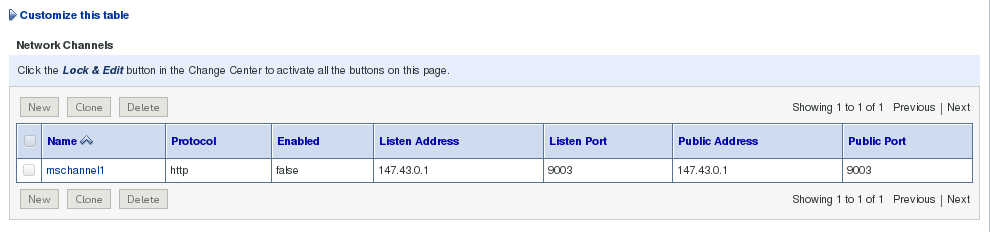 Customize this table
Network Channels
Click the Lock & Edit button in the Change Center to activate all the buttons on this page.
New Clone Delete Showing 1 to 1 of 1 Previous | Next
Name Protocol Enabled Listen Address Listen Port Public Address Public Port
mschannel1 http false 147.43.0.1 9003 147.43.0.1 9003
New Clone Delete Showing 1 to 1 of 1 Previous | Next